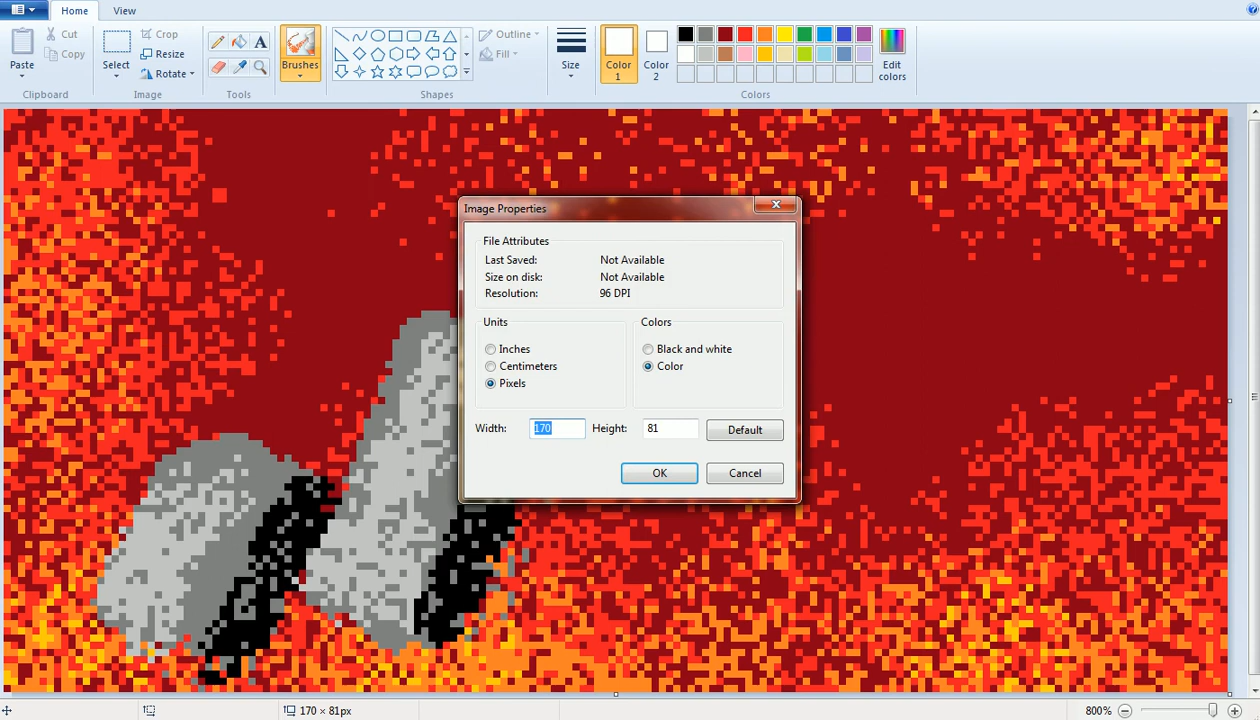 Home View
Paste
Cut
Copy
Clipboard
Select
Crop
Resize
Rotate
Image
A
Tools
Brushes
Shapes
Outline
Fill
Size
Color
1
Color
2
Edit
colors
Colors
Image Properties
File Attributes
Last Saved: Not Available
Size on disk: Not Available
Resolution: 96 DPI
Units
Inches
Centimeters
Pixels
Colors
Black and white
Color
Width: 170 Height: 81 Default
OK Cancel
170 × 81px
800%